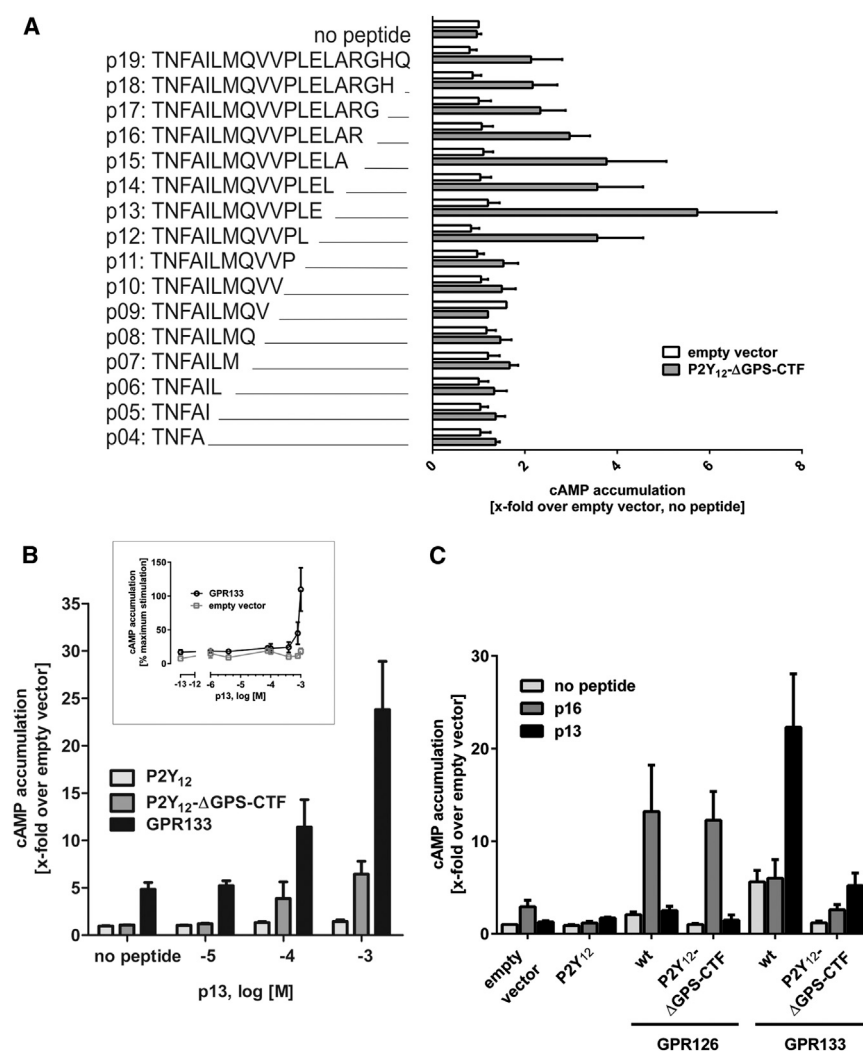 A
no peptide
p19: TNFAILMQVVPLELARGHQ
p18: TNFAILMQVVPLELARGH
p17: TNFAILMQVVPLELARG
p16: TNFAILMQVVPLELAR
p15: TNFAILMQVVPLELA
p14: TNFAILMQVVPLEL
p13: TNFAILMQVVPLE
p12: TNFAILMQVVPL
p11: TNFAILMQVVP
p10: TNFAILMQVV
p09: TNFAILMQV
p08: TNFAILMQ
p07: TNFAILM
p06: TNFAIL
p05: TNFAI
p04: TNFA
empty vector
P2Y12-ΔGPS-CTF
0 2 4 6 8
cAMP accumulation
[x-fold over empty vector, no peptide]
B
cAMP accumulation
[x-fold over empty vector]
35
30
25
20
15
10
5
0
cAMP accumulation
[% maximum stimulation]
150
100
50
0
GPR133
empty vector
-13 -12 -6 -5 -4 -3
p13, log [M]
P2Y12
P2Y12-ΔGPS-CTF
GPR133
no peptide -5 -4 -3
p13, log [M]
C
cAMP accumulation
[x-fold over empty vector]
30
20
10
0
no peptide
p16
p13
empty
vector
P2Y12
wt
P2Y12-
ΔGPS-CTF
wt
P2Y12-
ΔGPS-CTF
GPR126
GPR133